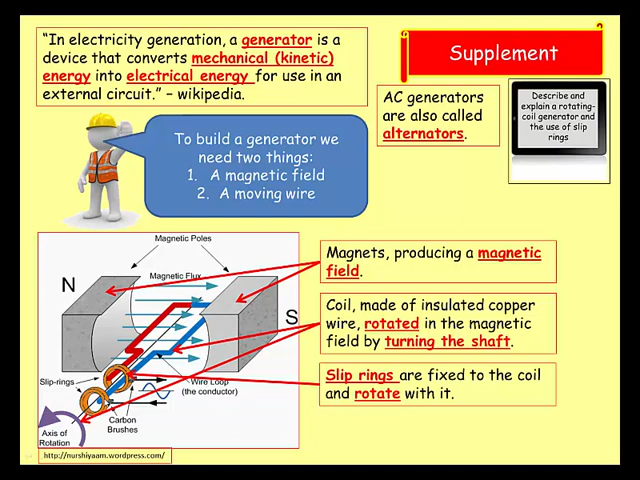 “In electricity generation, a generator is a
device that converts mechanical (kinetic)
energy into electrical energy for use in an
external circuit.” – wikipedia.
Supplement
AC generators
are also called
alternators.
Describe and
explain a rotating-
coil generator and
the use of slip
rings
To build a generator we
need two things:
1. A magnetic field
2. A moving wire
Magnetic Poles
Magnetic Flux
N
S
Slip-rings
Wire Loop
(the conductor)
Carbon
Brushes
Axis of
Rotation
Magnets, producing a magnetic
field.
Coil, made of insulated copper
wire, rotated in the magnetic
field by turning the shaft.
Slip rings are fixed to the coil
and rotate with it.
http://nurshiyaam.wordpress.com/